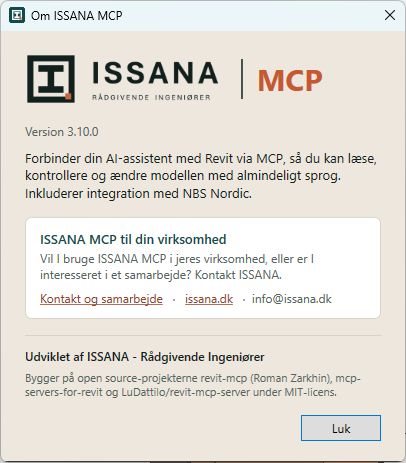 Om ISSANA MCP
ISSANA MCP
RÅDGIVENDE INGENIØRER
Version 3.10.0
Forbinder din AI-assistent med Revit via MCP, så du kan læse,
kontrollere og ændre modellen med almindeligt sprog.
Inkluderer integration med NBS Nordic.
ISSANA MCP til din virksomhed
Vil I bruge ISSANA MCP i jeres virksomhed, eller er I
interesseret i et samarbejde? Kontakt ISSANA.
Kontakt og samarbejde · issana.dk · info@issana.dk
Udviklet af ISSANA - Rådgivende Ingeniører
Bygger på open source-projekterne revit-mcp (Roman Zarkhin), mcp-
servers-for-revit og LuDattilo/revit-mcp-server under MIT-licens.
Luk